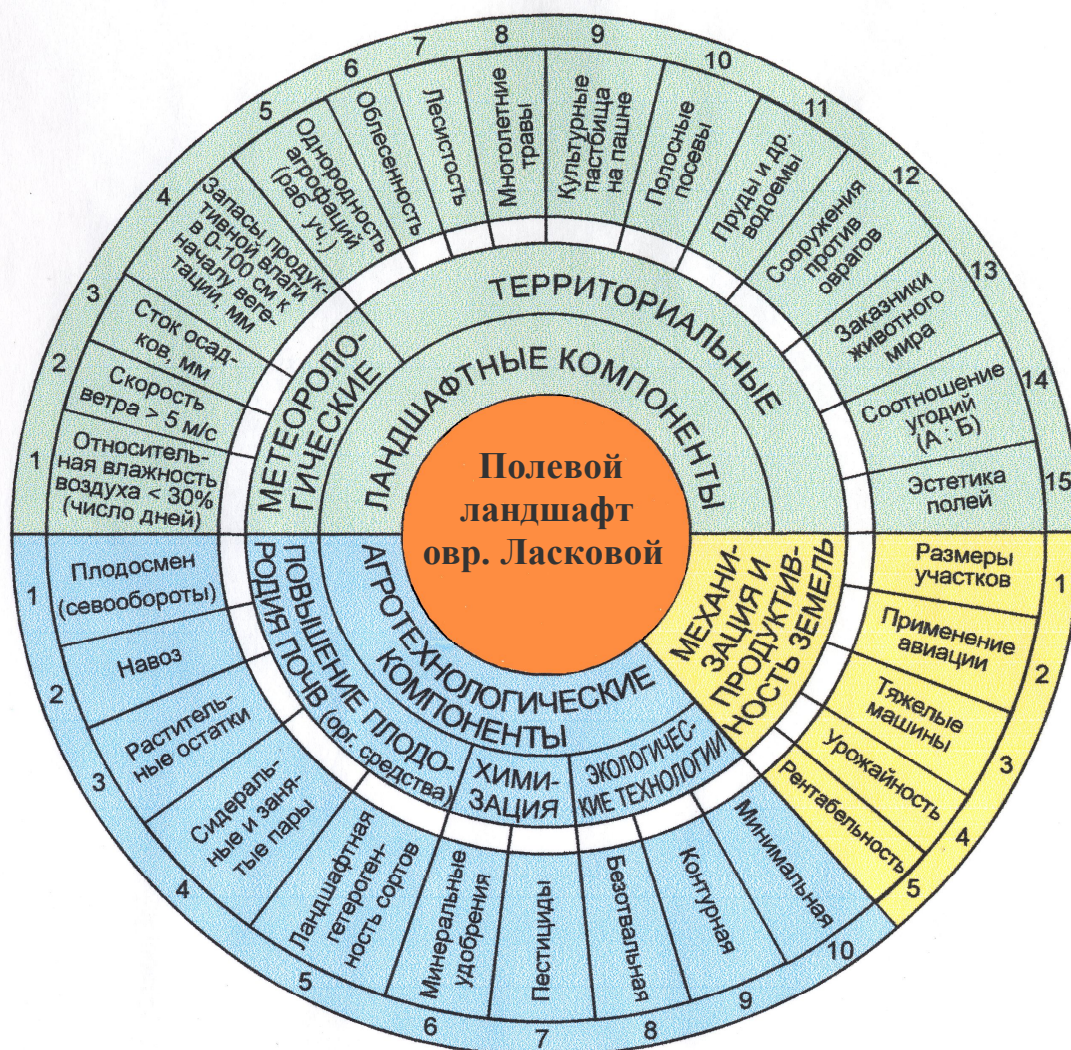 Полевой
ландшафт
овр. Ласковой
ЛАНДШАФТНЫЕ КОМПОНЕНТЫ
МЕТЕОРОЛО-
ГИЧЕСКИЕ
ТЕРРИТОРИАЛЬНЫЕ
1
Относитель-
ная влажность
воздуха < 30%
(число дней)
2
Скорость
ветра > 5 м/с
3
Сток осад-
ков, мм
4
Запасы продук-
тивной влаги
в 0-100 см к
началу веге-
тации, мм
5
Однородность
агрофаций
(раб. уч.)
6
Облесенность
7
Лесистость
8
Многолетние
травы
9
Культурные
пастбища
на пашне
10
Полосные
посевы
11
Пруды и др.
водоемы
12
Сооружения
против
оврагов
13
Заказники
животного
мира
14
Соотношение
угодий
(А : Б)
15
Эстетика
полей
МЕХАНИ-
ЗАЦИЯ И
ПРОДУКТИВ-
НОСТЬ ЗЕМЕЛЬ
Размеры
участков
1
Применение
авиации
2
Тяжелые
машины
3
Урожайность
4
Рентабельность
5
АГРОТЕХНОЛОГИЧЕСКИЕ
КОМПОНЕНТЫ
ПОВЫШЕНИЕ ПЛОДО-
РОДИЯ ПОЧВ (орг. средства)
ХИМИ-
ЗАЦИЯ
ЭКОЛОГИЧЕС-
КИЕ ТЕХНОЛОГИИ
1
Плодосмен
(севообороты)
2
Навоз
3
Раститель-
ные остатки
4
Сидераль-
ные и заня-
тые пары
5
Ландшафтная
гетероген-
ность сортов
6
Минеральные
удобрения
7
Пестициды
8
Безотвальная
9
Контурная
10
Минимальная